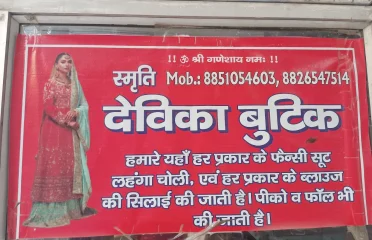 !! ॐ श्री गणेशाय नमः !!
स्मृति Mob.: 8851054603, 8826547514
देविका बुटिक
हमारे यहाँ हर प्रकार के फैन्सी सूट
लहंगा चोली, एवं हर प्रकार के ब्लाउज
की सिलाई की जाती है। पीको व फॉल भी
की जाती है।